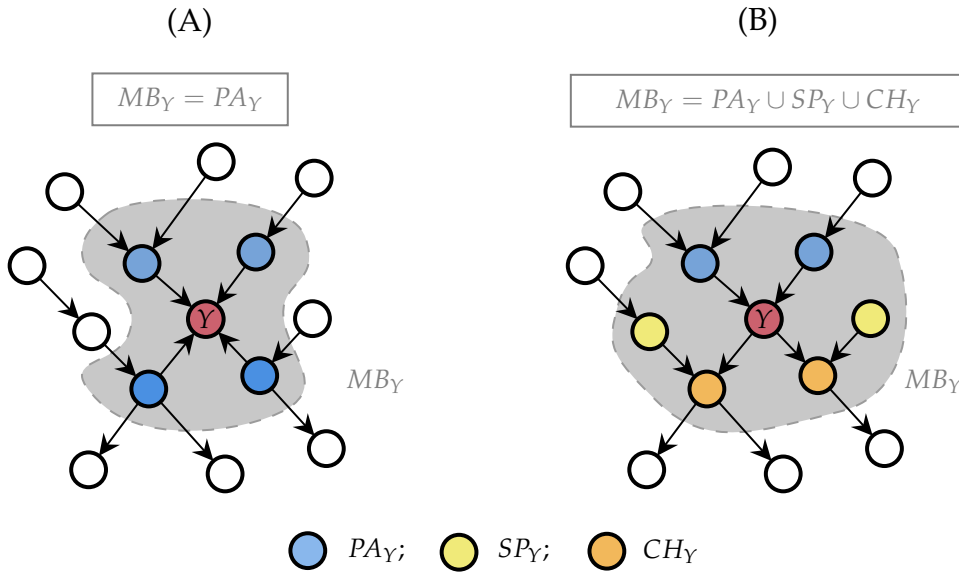 (A)
(B)
MB_Y = PA_Y
MB_Y = PA_Y ∪ SP_Y ∪ CH_Y
Y
Y
MB_Y
MB_Y
PA_Y; SP_Y; CH_Y